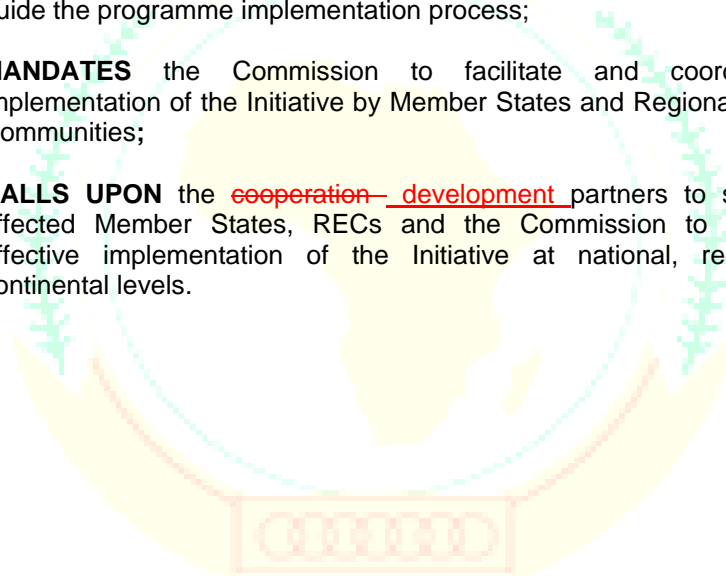 uide the programme implementation process;
MANDATES the Commission to facilitate and coord
mplementation of the Initiative by Member States and Regiona
ommunities;
ALLS UPON the cooperation development partners to s
ffected Member States, RECs and the Commission to
ffective implementation of the Initiative at national, re
ontinental levels.